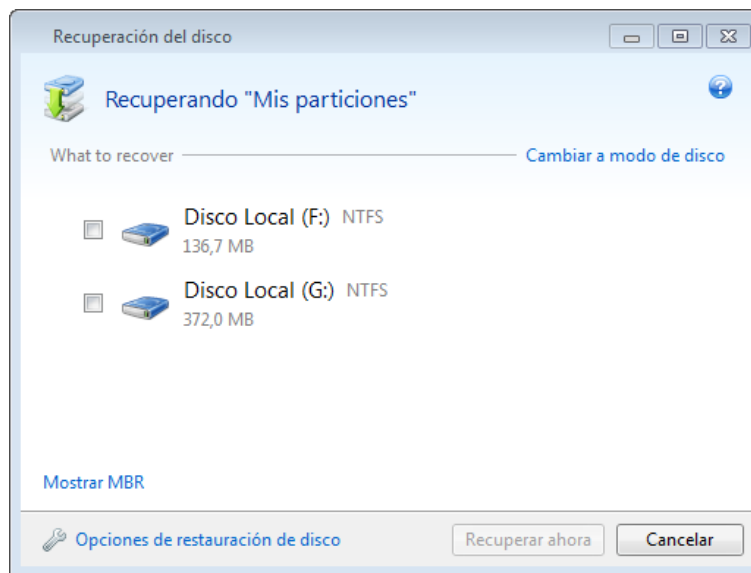 Recuperación del disco
Recuperando "Mis particiones"
What to recover Cambiar a modo de disco
Disco Local (F:) NTFS
136,7 MB
Disco Local (G:) NTFS
372,0 MB
Mostrar MBR
Opciones de restauración de disco Recuperar ahora Cancelar